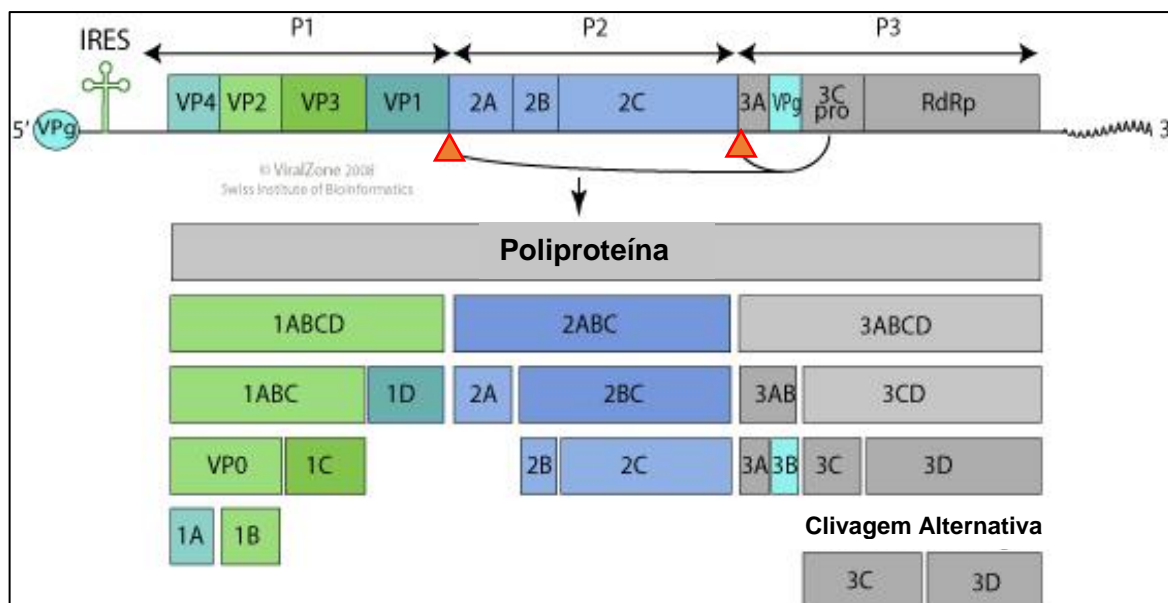 P1 P2 P3
IRES
VP4 VP2 VP3 VP1 2A 2B 2C 3A VPg 3C pro RdRp
5' VPg 3
© ViralZone 2008
Swiss Institute of Bioinformatics
Poliproteína
1ABCD 2ABC 3ABCD
1ABC 1D 2A 2BC 3AB 3CD
VP0 1C 2B 2C 3A 3B 3C 3D
1A 1B
Clivagem Alternativa
3C 3D